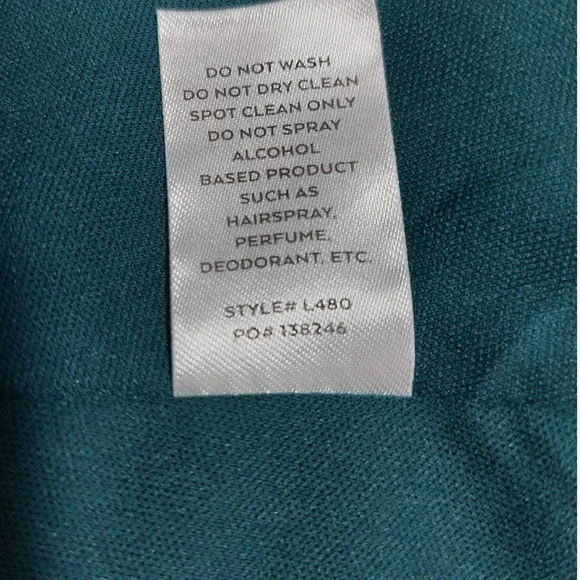 DO NOT WASH
DO NOT DRY CLEAN
SPOT CLEAN ONLY
DO NOT SPRAY
ALCOHOL
BASED PRODUCT
SUCH AS
HAIRSPRAY,
PERFUME,
DEODORANT, ETC.
STYLE# L480
PO# 138246